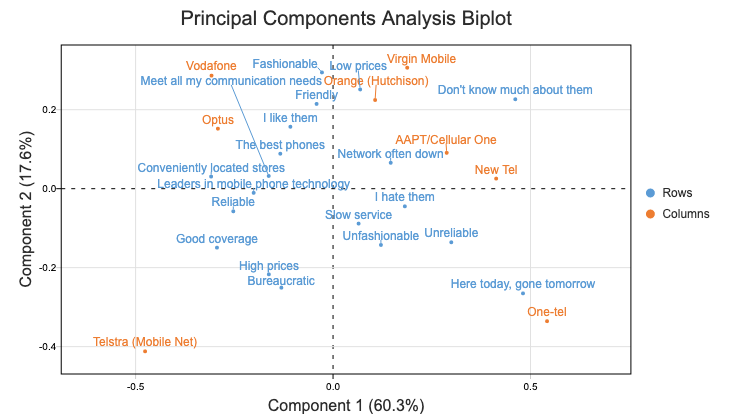 Principal Components Analysis Biplot
Vodafone
Fashionable
Low prices
Virgin Mobile
Meet all my communication needs
Orange (Hutchison)
Friendly
Don't know much about them
0.2
Optus
I like them
The best phones
AAPT/Cellular One
Network often down
Conveniently located stores
New Tel
Leaders in mobile phone technology
0.0
Reliable
I hate them
Slow service
Good coverage
Unfashionable
Unreliable
-0.2
High prices
Bureaucratic
Here today, gone tomorrow
One-tel
Telstra (Mobile Net)
-0.4
-0.5
0.0
0.5
Component 1 (60.3%)
Component 2 (17.6%)
Rows
Columns